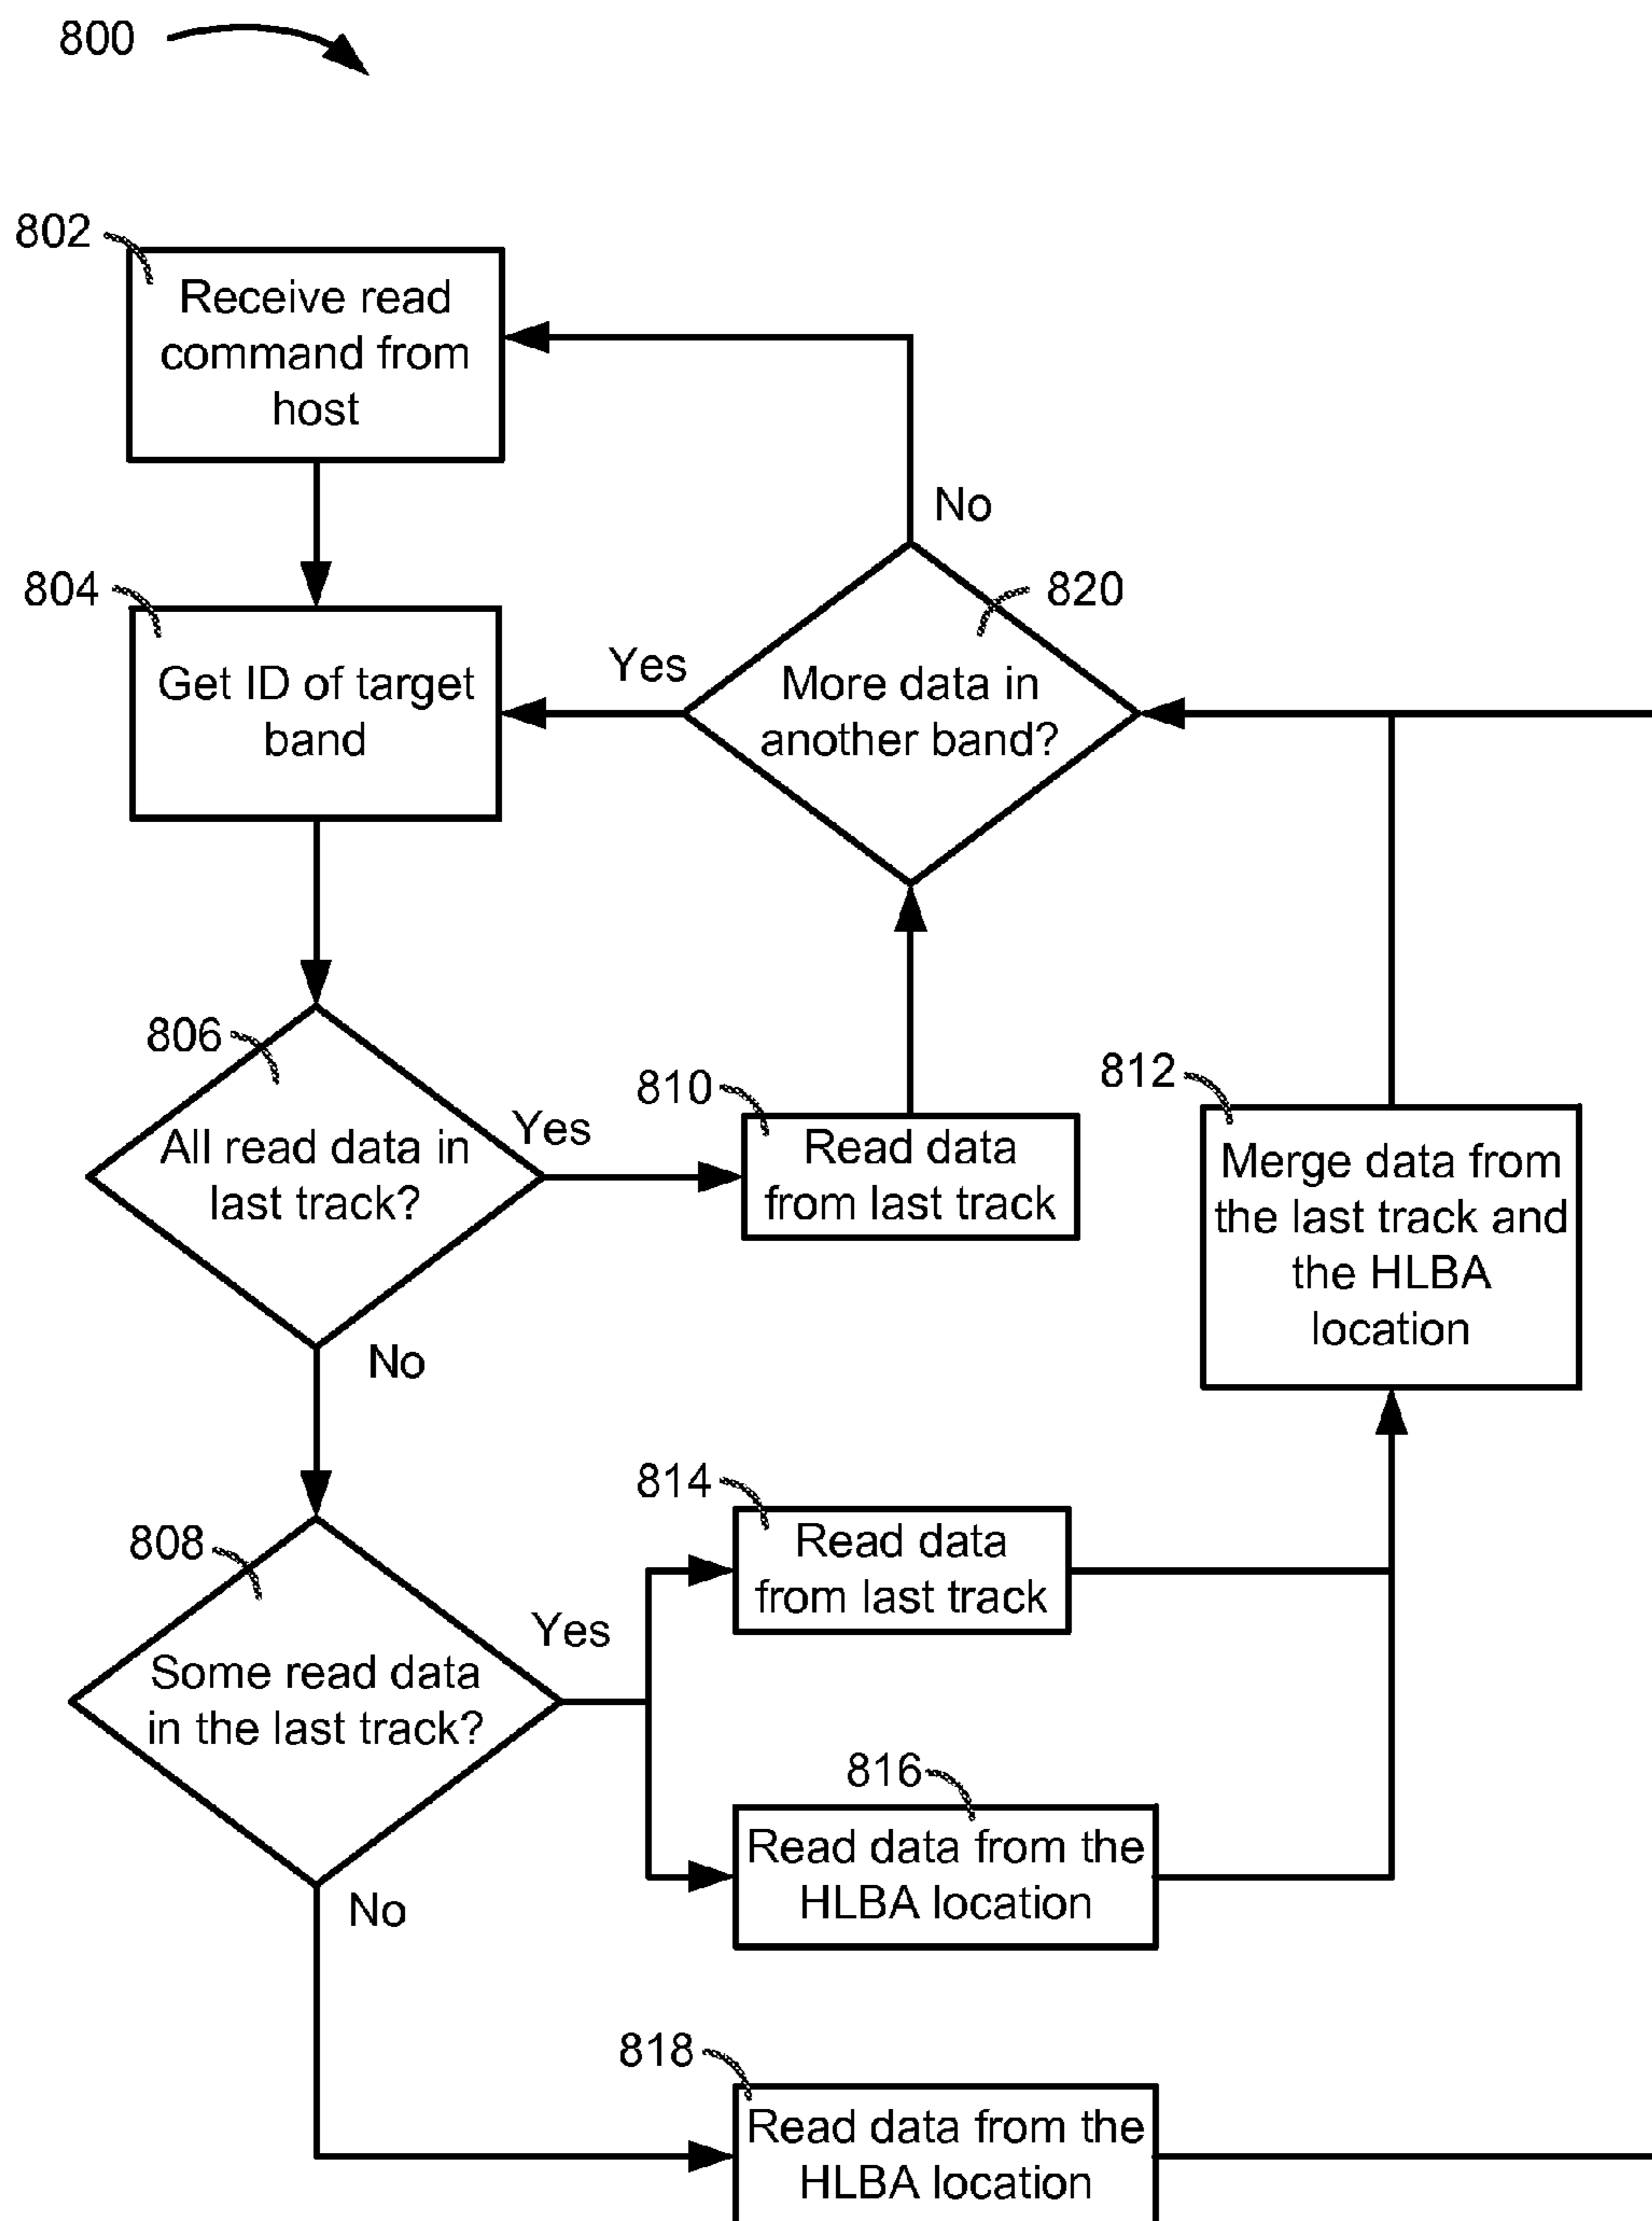 800
802
Receive read
command from
host
No
804
820
Get ID of target
band
Yes
More data in
another band?
806
All read data in
last track?
Yes
810
Read data
from last track
812
Merge data from
the last track and
the HLBA
location
No
808
Some read data
in the last track?
Yes
814
Read data
from last track
816
Read data from the
HLBA location
No
818
Read data from the
HLBA location